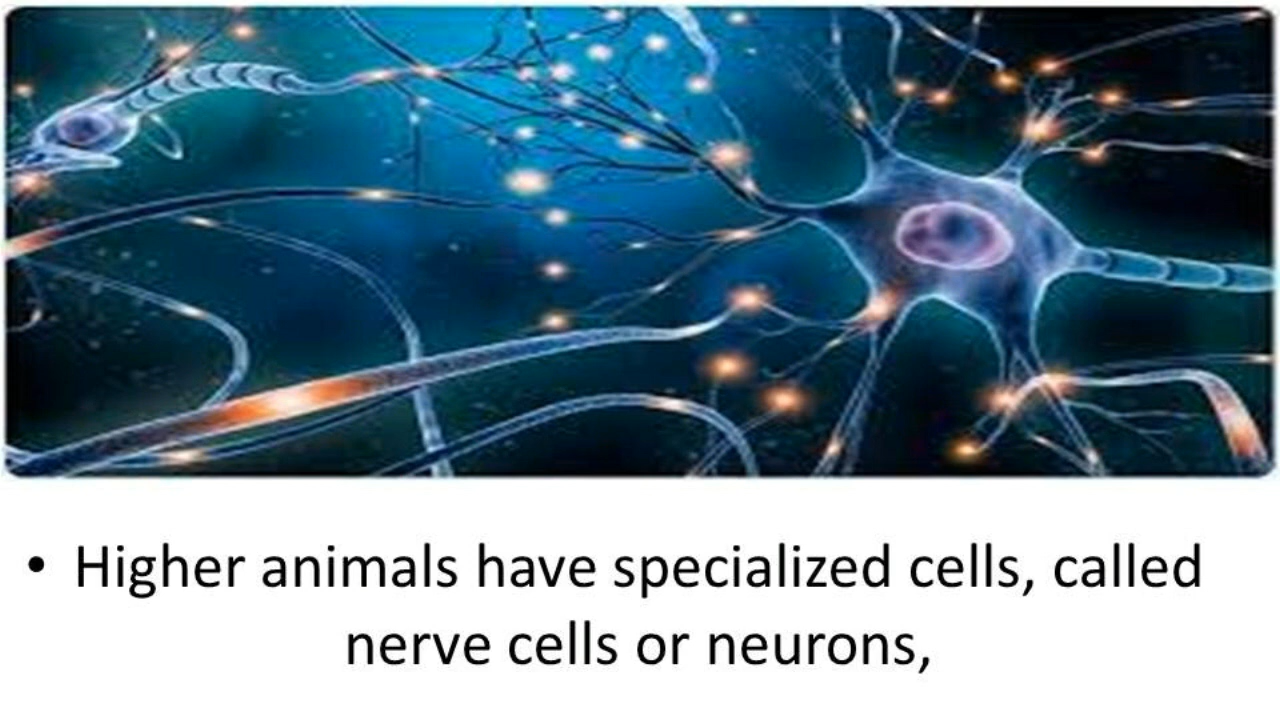 • Higher animals have specialized cells, called
nerve cells or neurons,